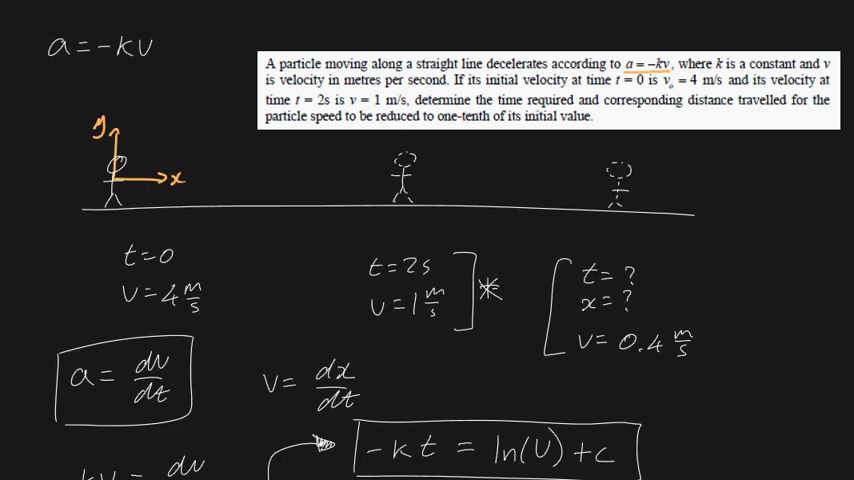 a = -kv
A particle moving along a straight line decelerates according to a = –kv, where k is a constant and v
is velocity in metres per second. If its initial velocity at time t = 0 is v₀ = 4 m/s and its velocity at
time t = 2s is v = 1 m/s, determine the time required and corresponding distance travelled for the
particle speed to be reduced to one-tenth of its initial value.
y
x
t=0
v=4 m/s
t=2s
v=1 m/s
*
t=?
x=?
v=0.4 m/s
a = dv/dt
v = dx/dt
-kt = ln(v) + c
-kv = dv